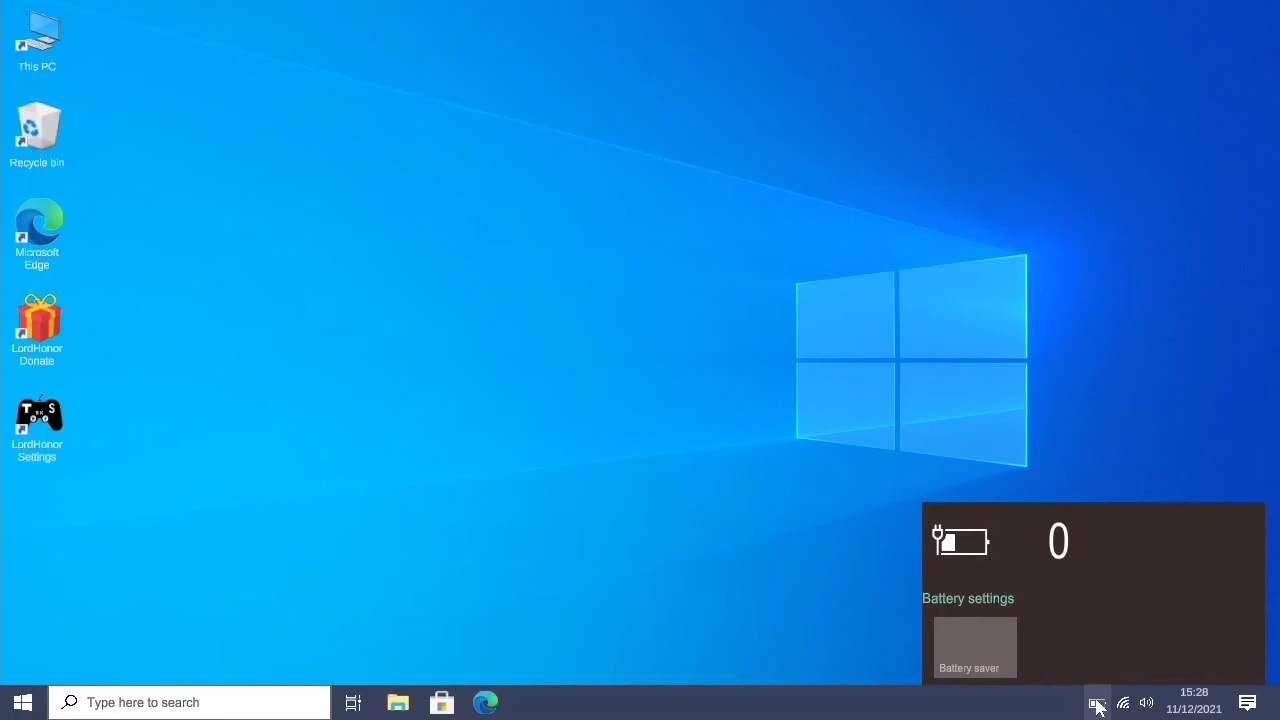 This PC
Recycle bin
Microsoft
Edge
LordHonor
Donate
LordHonor
Settings
0
Battery settings
Battery saver
Type here to search
15:28
11/12/2021